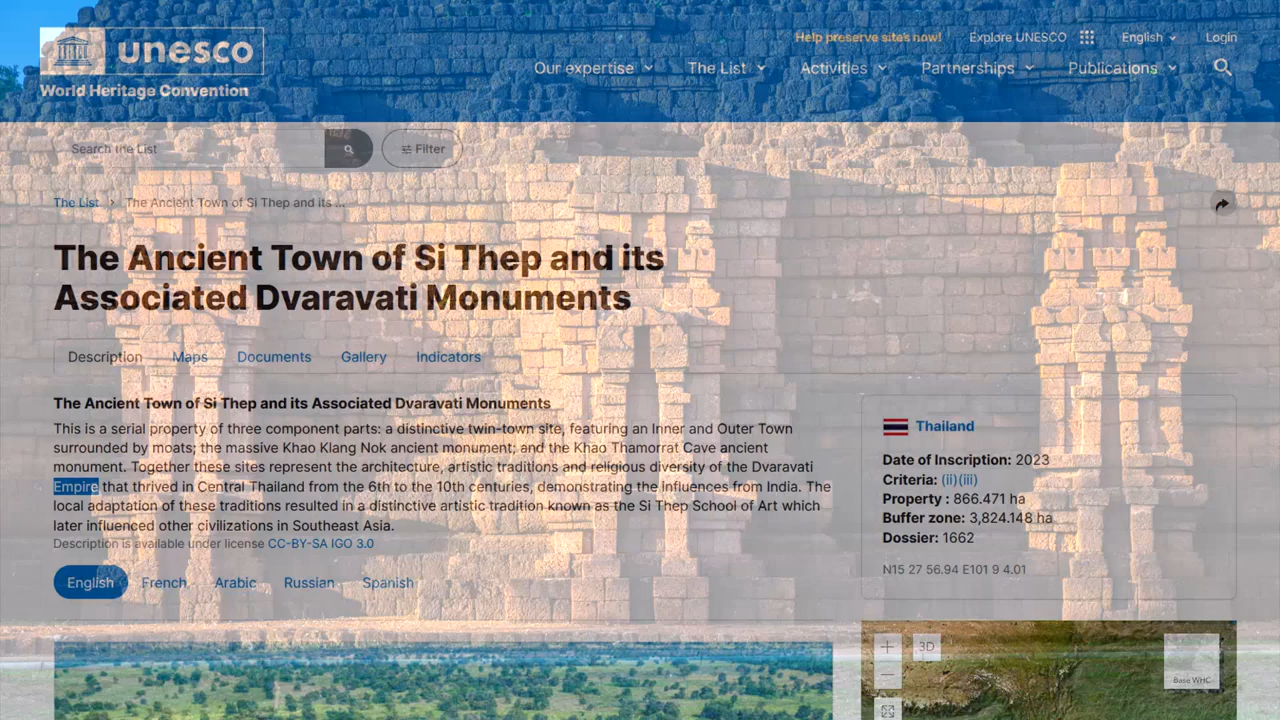 unesco
World Heritage Convention
Help preserve sites now!
Explore UNESCO
English
Login
Our expertise
The List
Activities
Partnerships
Publications
Search the List
Filter
The List > The Ancient Town of Si Thep and its ...
The Ancient Town of Si Thep and its
Associated Dvaravati Monuments
Description
Maps
Documents
Gallery
Indicators
The Ancient Town of Si Thep and its Associated Dvaravati Monuments
This is a serial property of three component parts: a distinctive twin-town site, featuring an Inner and Outer Town
surrounded by moats; the massive Khao Klang Nok ancient monument; and the Khao Thamorrat Cave ancient
monument. Together these sites represent the architecture, artistic traditions and religious diversity of the Dvaravati
Empire that thrived in Central Thailand from the 6th to the 10th centuries, demonstrating the influences from India. The
local adaptation of these traditions resulted in a distinctive artistic tradition known as the Si Thep School of Art which
later influenced other civilizations in Southeast Asia.
Description is available under license CC-BY-SA IGO 3.0
English
French
Arabic
Russian
Spanish
Thailand
Date of Inscription: 2023
Criteria: (ii)(iii)
Property : 866.471 ha
Buffer zone: 3,824.148 ha
Dossier: 1662
N15 27 56.94 E101 9 4.01
+
3D
−
Base WHC